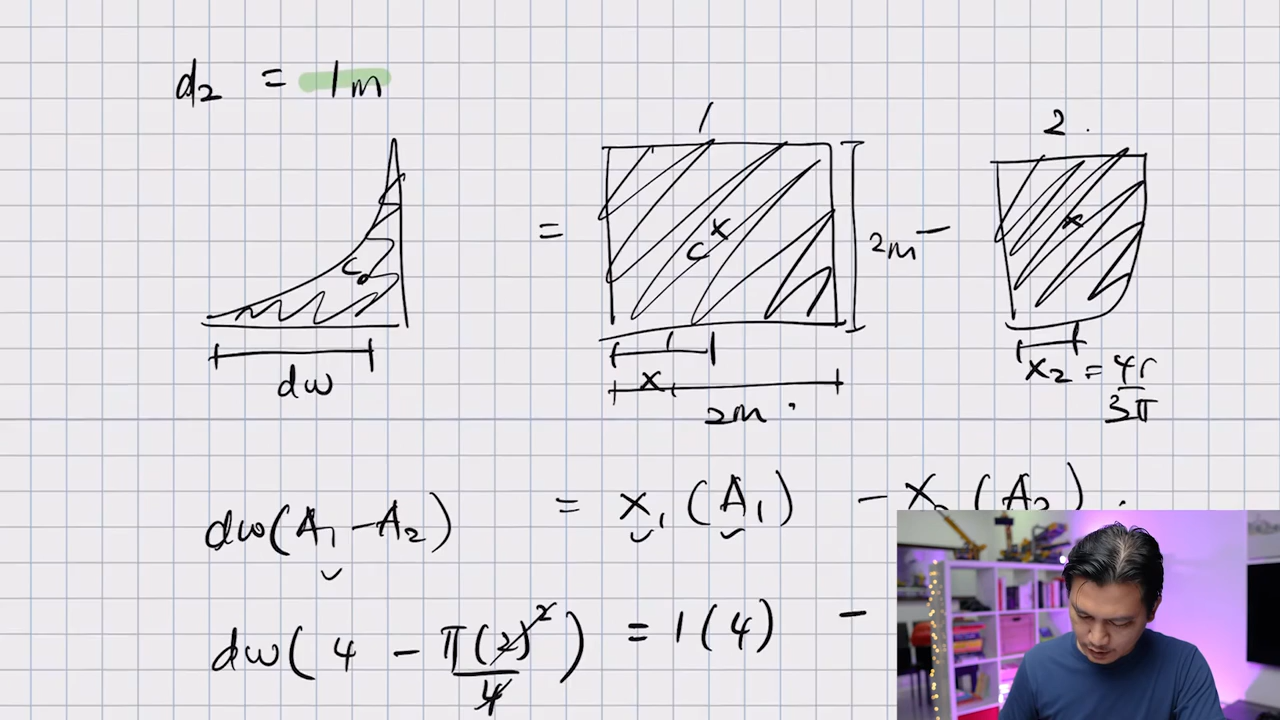 d₂ = 1m
1
2.
=
c x
2m
-
x
c
dw
x
2m.
x₂ = 4r/3π
dw(A₁ - A₂) = x₁(A₁) - x₂(A₂).
dw(4 - π(2)²/4) = 1(4) -